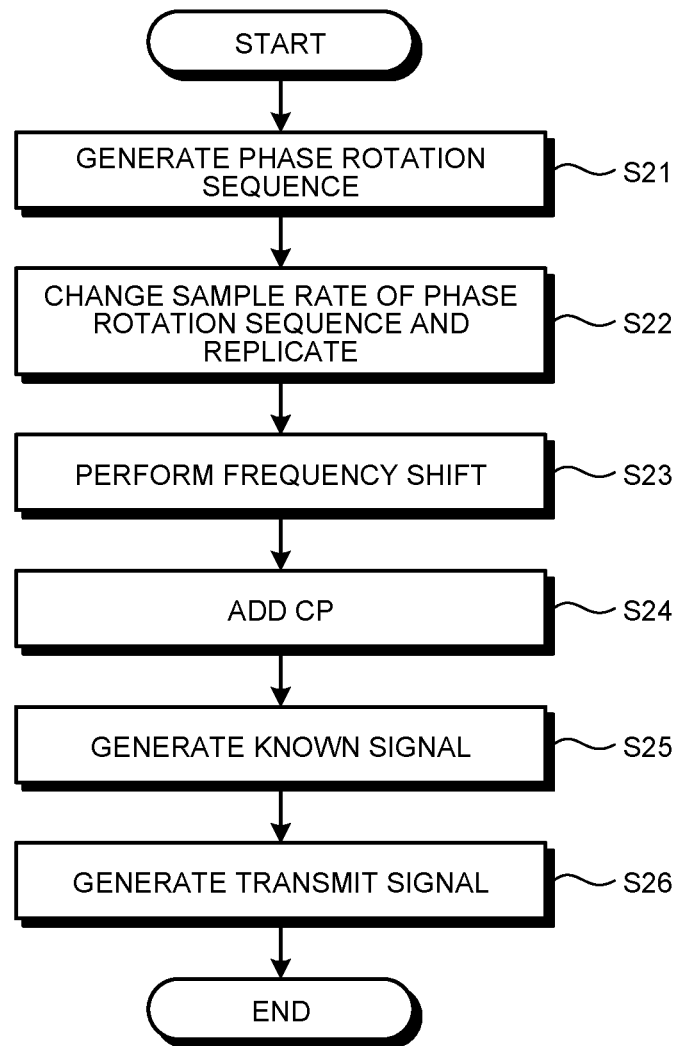 START
GENERATE PHASE ROTATION
SEQUENCE
S21
CHANGE SAMPLE RATE OF PHASE
ROTATION SEQUENCE AND
REPLICATE
S22
PERFORM FREQUENCY SHIFT
S23
ADD CP
S24
GENERATE KNOWN SIGNAL
S25
GENERATE TRANSMIT SIGNAL
S26
END